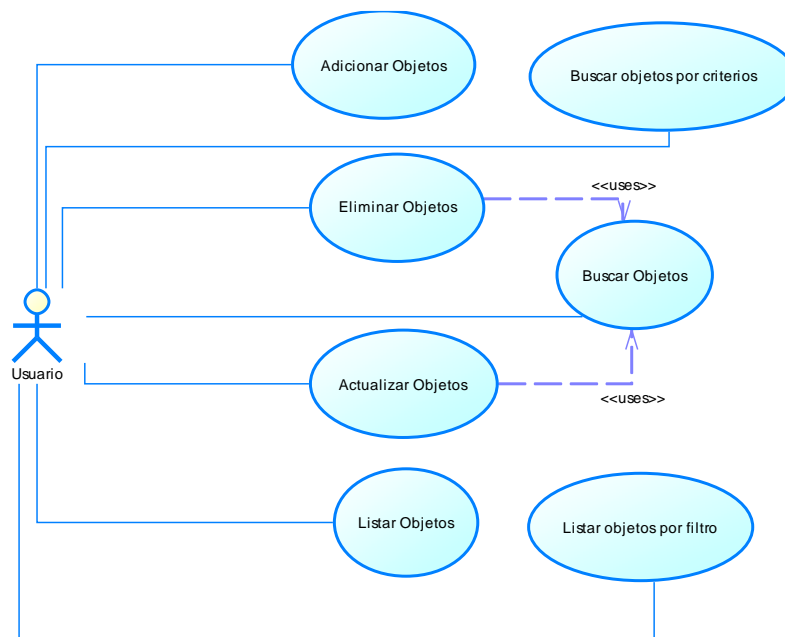 Adicionar Objetos
Buscar objetos por criterios
<<uses>>
Eliminar Objetos
Buscar Objetos
Usuario
Actualizar Objetos
<<uses>>
Listar Objetos
Listar objetos por filtro